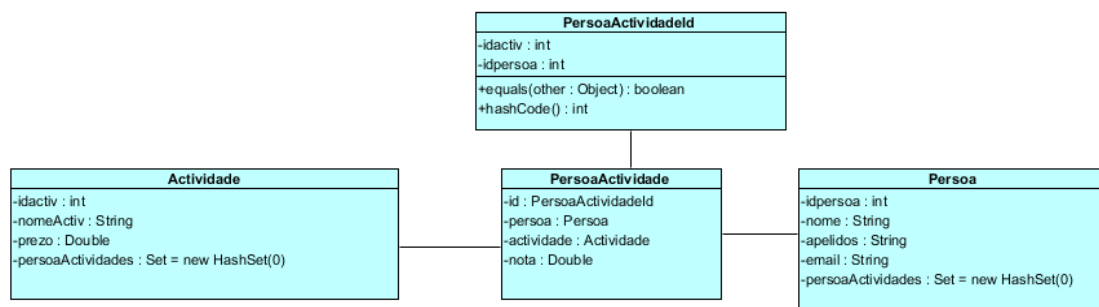 PersoaActividadeId
-idactiv : int
-idpersoa : int
+equals(other : Object) : boolean
+hashCode() : int
Actividade
-idactiv : int
-nomeActiv : String
-prezo : Double
-persoaActividades : Set = new HashSet(0)
PersoaActividade
-id : PersoaActividadeId
-persoa : Persoa
-actividade : Actividade
-nota : Double
Persoa
-idpersoa : int
-nome : String
-apelidos : String
-email : String
-persoaActividades : Set = new HashSet(0)